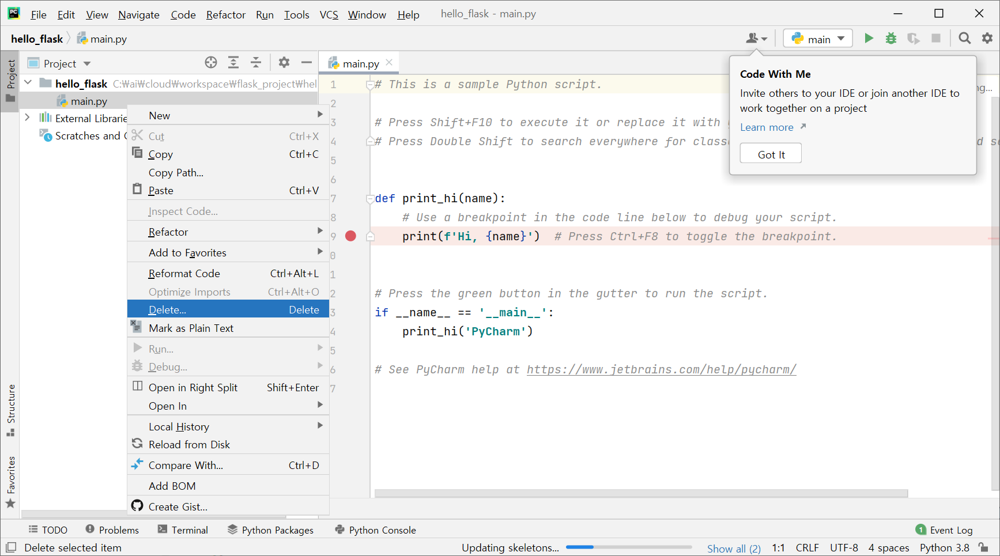 File Edit View Navigate Code Refactor Run Tools VCS Window Help hello_flask - main.py
hello_flask main.py
main
Project
Project
main.py
hello_flask C:₩ai₩cloud₩workspace₩flask_project₩hel
main.py
External Librarie
Scratches and
New
Cut Ctrl+X
Copy Ctrl+C
Copy Path...
Paste Ctrl+V
Inspect Code...
Refactor
Add to Favorites
Reformat Code Ctrl+Alt+L
Optimize Imports Ctrl+Alt+O
Delete... Delete
Mark as Plain Text
Run...
Debug...
Open in Right Split Shift+Enter
Open In
Local History
Reload from Disk
Compare With... Ctrl+D
Add BOM
Create Gist...
1 # This is a sample Python script.
2
3 # Press Shift+F10 to execute it or replace it with
4 # Press Double Shift to search everywhere for class
5
6
7 def print_hi(name):
8     # Use a breakpoint in the code line below to debug your script.
9     print(f'Hi, {name}')  # Press Ctrl+F8 to toggle the breakpoint.
0
1
2 # Press the green button in the gutter to run the script.
3 if __name__ == '__main__':
4     print_hi('PyCharm')
5
6 # See PyCharm help at https://www.jetbrains.com/help/pycharm/
7
Code With Me
Invite others to your IDE or join another IDE to
work together on a project
Learn more
Got It
ng...
Structure
Favorites
TODO Problems Terminal Python Packages Python Console 1 Event Log
Delete selected item Updating skeletons... Show all (2) 1:1 CRLF UTF-8 4 spaces Python 3.8